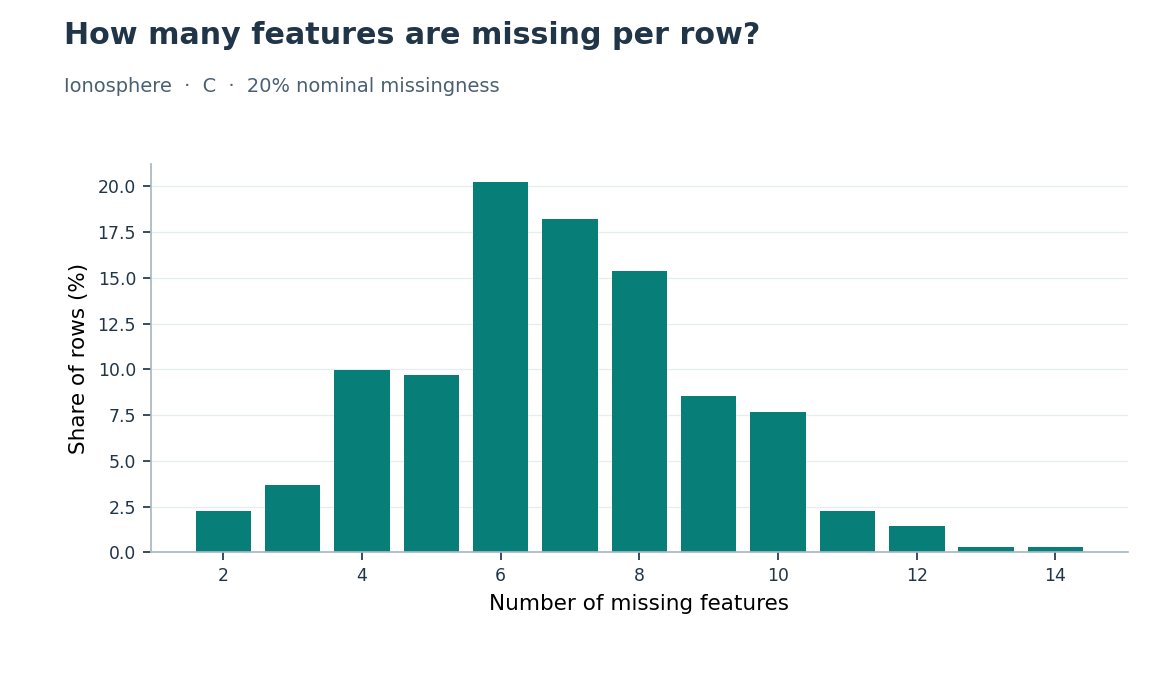 How many features are missing per row?
Ionosphere · C · 20% nominal missingness
20.0
17.5
15.0
12.5
10.0
7.5
5.0
2.5
0.0
Share of rows (%)
2 4 6 8 10 12 14
Number of missing features